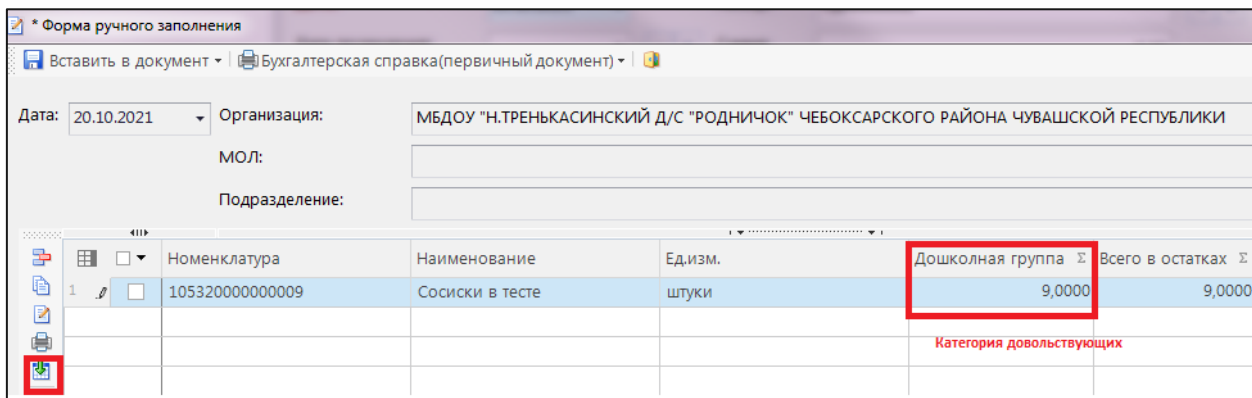 * Форма ручного заполнения
Вставить в документ Бухгалтерская справка(первичный документ)
Дата: 20.10.2021 Организация: МБДОУ "Н.ТРЕНЬКАСИНСКИЙ Д/С "РОДНИЧОК" ЧЕБОКСАРСКОГО РАЙОНА ЧУВАШСКОЙ РЕСПУБЛИКИ
МОЛ:
Подразделение:
Номенклатура Наименование Ед.изм. Дошколная группа Σ Всего в остатках Σ
1 105320000000009 Сосиски в тесте штуки 9,0000 9,0000
Категория довольствующих